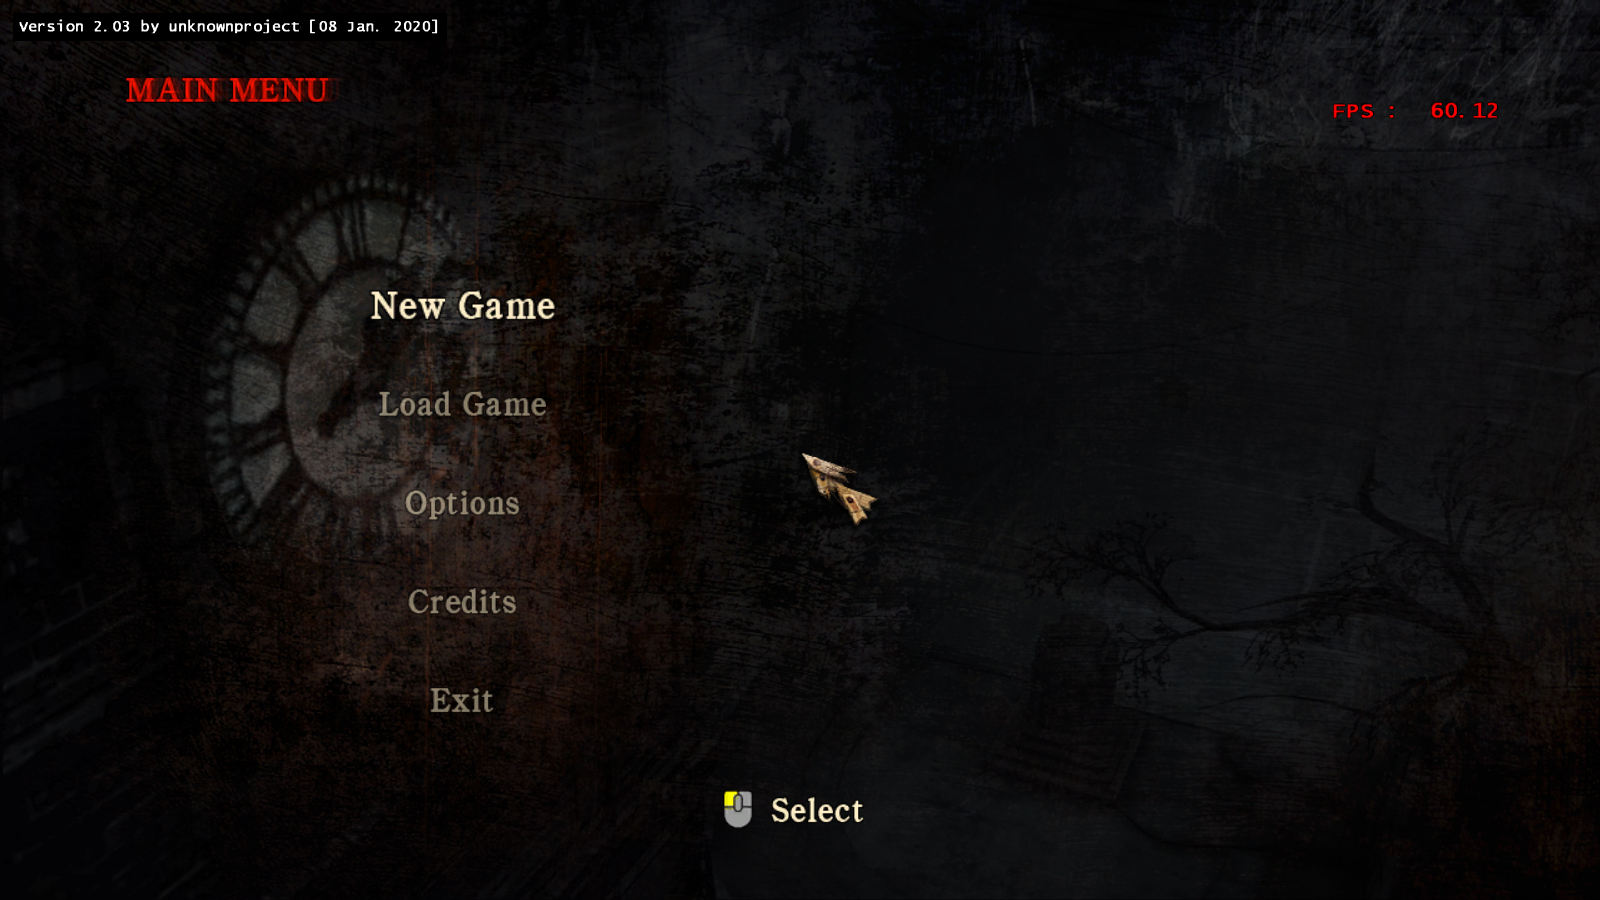 Version 2.03 by unknownproject [08 Jan. 2020]
MAIN MENU
FPS : 60.12
New Game
Load Game
Options
Credits
Exit
Select